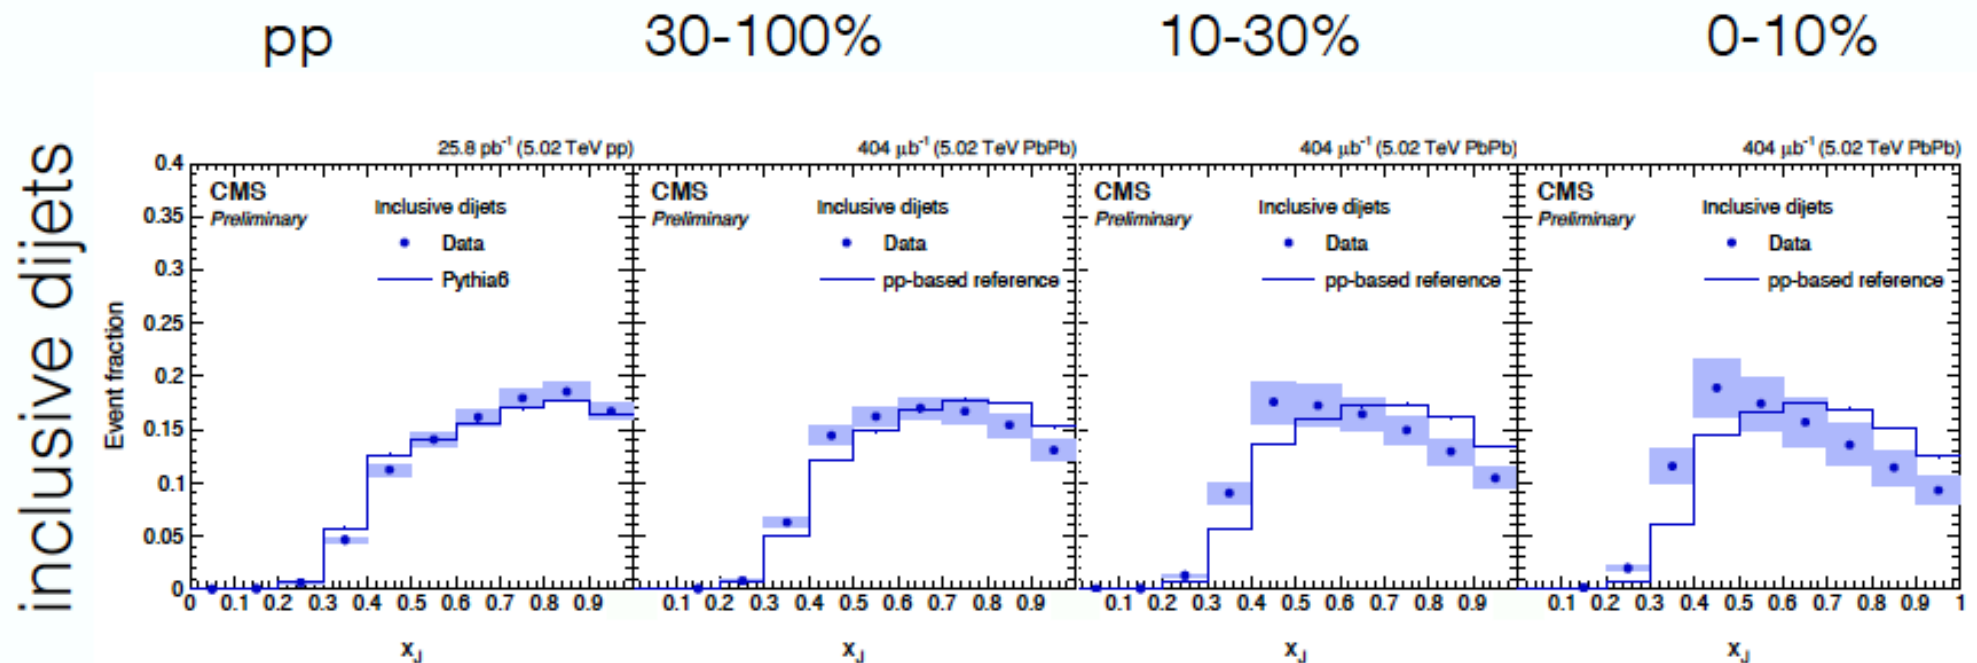 pp 30-100% 10-30% 0-10%
inclusive dijets
25.8 pb⁻¹ (5.02 TeV pp) 404 μb⁻¹ (5.02 TeV PbPb) 404 μb⁻¹ (5.02 TeV PbPb) 404 μb⁻¹ (5.02 TeV PbPb)
Event fraction
0.4
0.35
0.3
0.25
0.2
0.15
0.1
0.05
0
CMS
Preliminary
Inclusive dijets
Data
Pythia6
0 0.1 0.2 0.3 0.4 0.5 0.6 0.7 0.8 0.9
x_J
CMS
Preliminary
Inclusive dijets
Data
pp-based reference
0.1 0.2 0.3 0.4 0.5 0.6 0.7 0.8 0.9
x_J
CMS
Preliminary
Inclusive dijets
Data
pp-based reference
0.1 0.2 0.3 0.4 0.5 0.6 0.7 0.8 0.9
x_J
CMS
Preliminary
Inclusive dijets
Data
pp-based reference
0.1 0.2 0.3 0.4 0.5 0.6 0.7 0.8 0.9 1
x_J